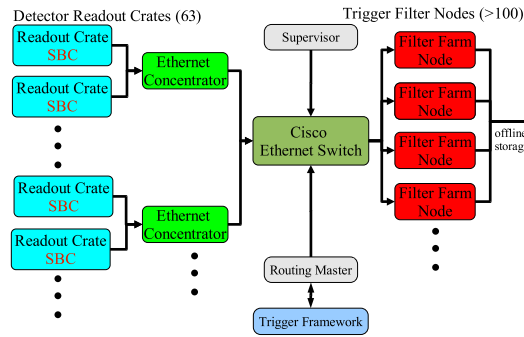 Detector Readout Crates (63)
Trigger Filter Nodes (>100)
Readout Crate
SBC
Readout Crate
SBC
Ethernet
Concentrator
Supervisor
Filter Farm
Node
Filter Farm
Node
Cisco
Ethernet Switch
Filter Farm
Node
Filter Farm
Node
offline
storag
Readout Crate
SBC
Readout Crate
SBC
Ethernet
Concentrator
Routing Master
Trigger Framework